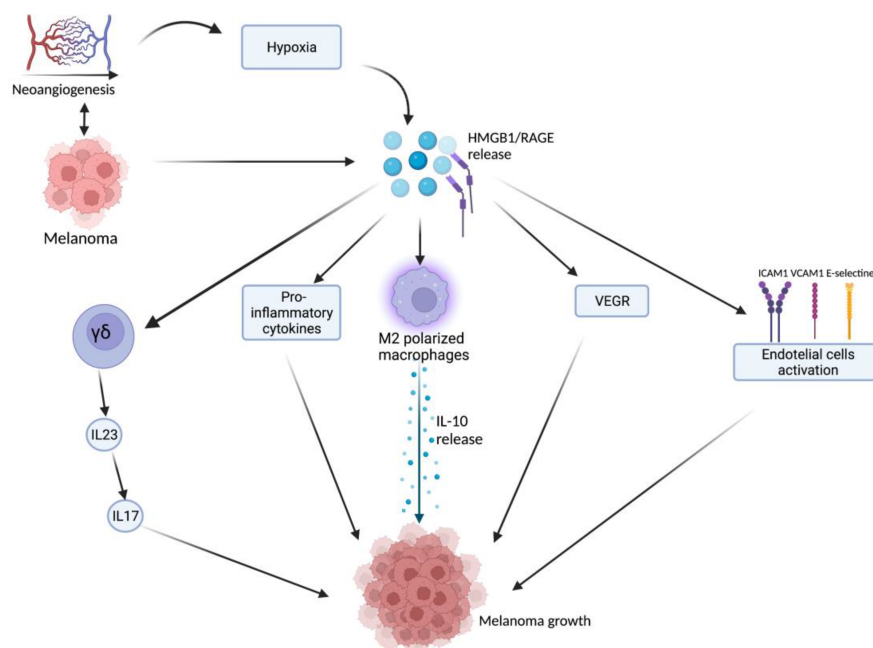 Hypoxia
Neoangiogenesis
HMGB1/RAGE
release
Melanoma
ICAM1 VCAM1 E-selectine
γδ
Pro-
inflammatory
cytokines
M2 polarized
macrophages
VEGR
Endotelial cells
activation
IL-10
release
IL23
IL17
Melanoma growth